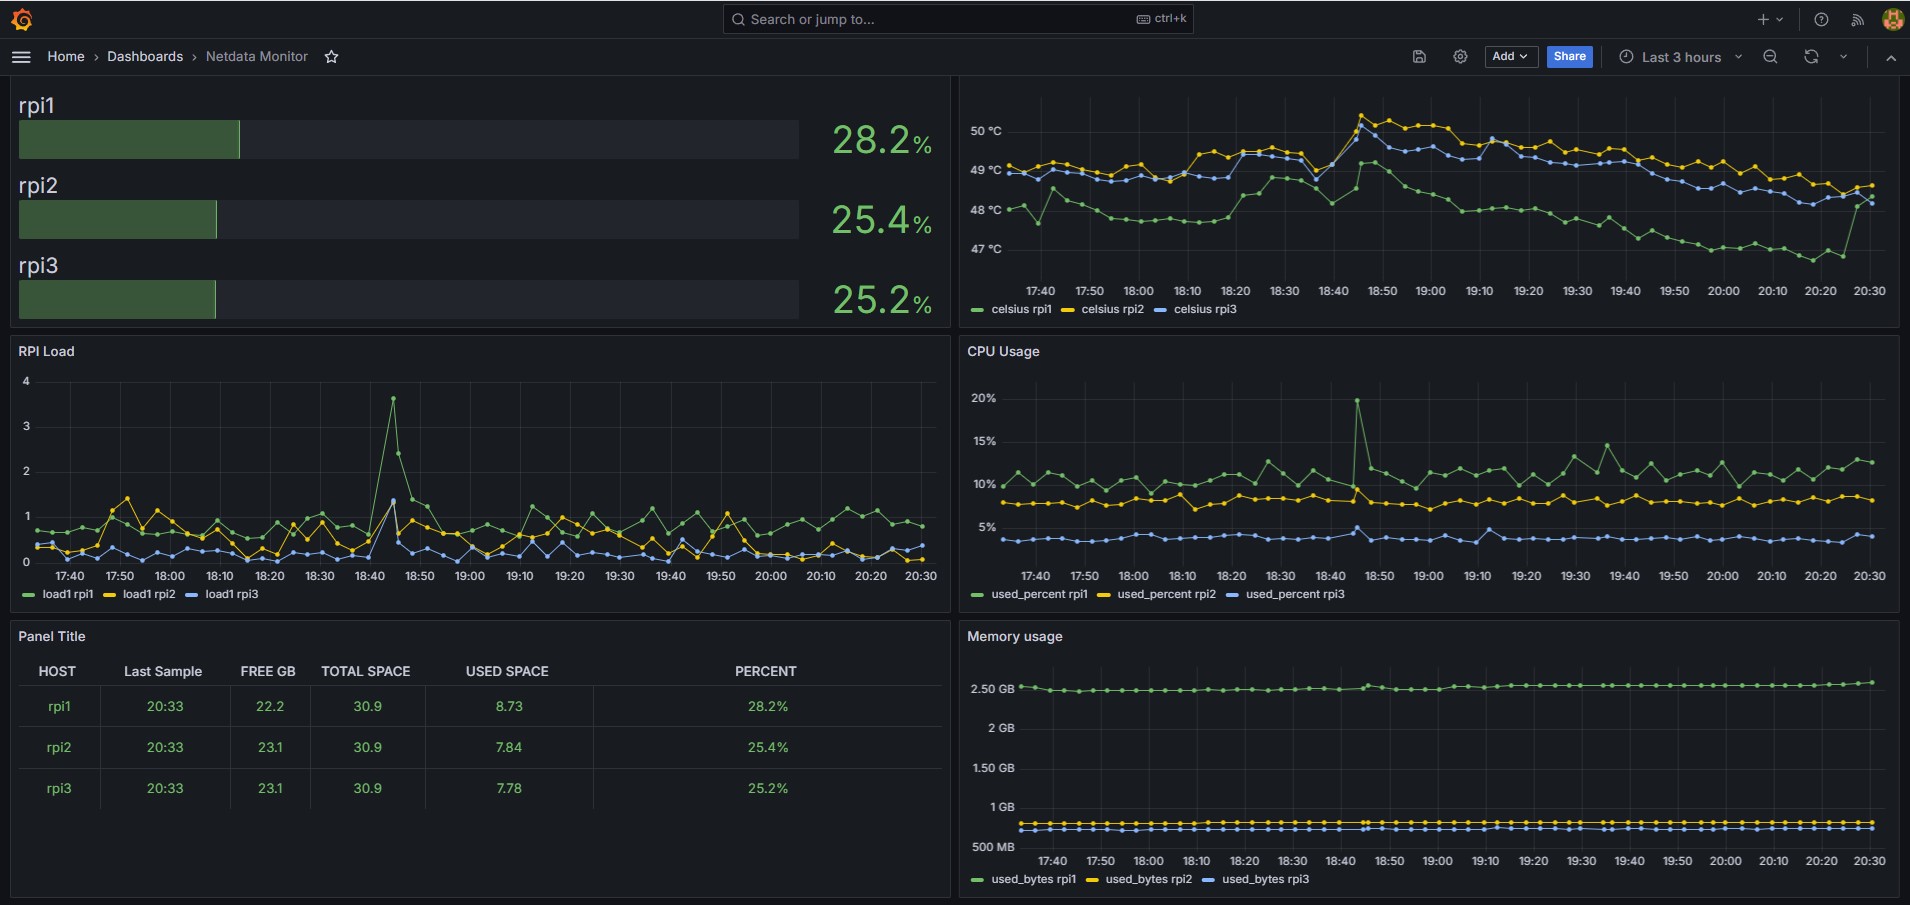 Search or jump to... ctrl+k
Home › Dashboards › Netdata Monitor
Add Share Last 3 hours
rpi1
28.2%
rpi2
25.4%
rpi3
25.2%
50 °C
49 °C
48 °C
47 °C
17:40 17:50 18:00 18:10 18:20 18:30 18:40 18:50 19:00 19:10 19:20 19:30 19:40 19:50 20:00 20:10 20:20 20:30
celsius rpi1 celsius rpi2 celsius rpi3
RPI Load
4
3
2
1
0
17:40 17:50 18:00 18:10 18:20 18:30 18:40 18:50 19:00 19:10 19:20 19:30 19:40 19:50 20:00 20:10 20:20 20:30
load1 rpi1 load1 rpi2 load1 rpi3
CPU Usage
20%
15%
10%
5%
17:40 17:50 18:00 18:10 18:20 18:30 18:40 18:50 19:00 19:10 19:20 19:30 19:40 19:50 20:00 20:10 20:20 20:30
used_percent rpi1 used_percent rpi2 used_percent rpi3
Panel Title
HOST Last Sample FREE GB TOTAL SPACE USED SPACE PERCENT
rpi1 20:33 22.2 30.9 8.73 28.2%
rpi2 20:33 23.1 30.9 7.84 25.4%
rpi3 20:33 23.1 30.9 7.78 25.2%
Memory usage
2.50 GB
2 GB
1.50 GB
1 GB
500 MB
17:40 17:50 18:00 18:10 18:20 18:30 18:40 18:50 19:00 19:10 19:20 19:30 19:40 19:50 20:00 20:10 20:20 20:30
used_bytes rpi1 used_bytes rpi2 used_bytes rpi3